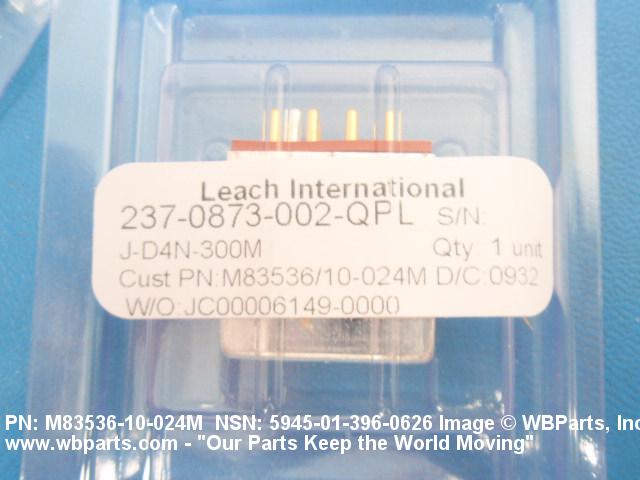 Leach International
237-0873-002-QPL S/N:
J-D4N-300M Qty: 1 unit
Cust PN:M83536/10-024M D/C:0932
W/O:JC00006149-0000
PN: M83536-10-024M NSN: 5945-01-396-0626 Image © WBParts, Inc
www.wbparts.com - "Our Parts Keep the World Moving"